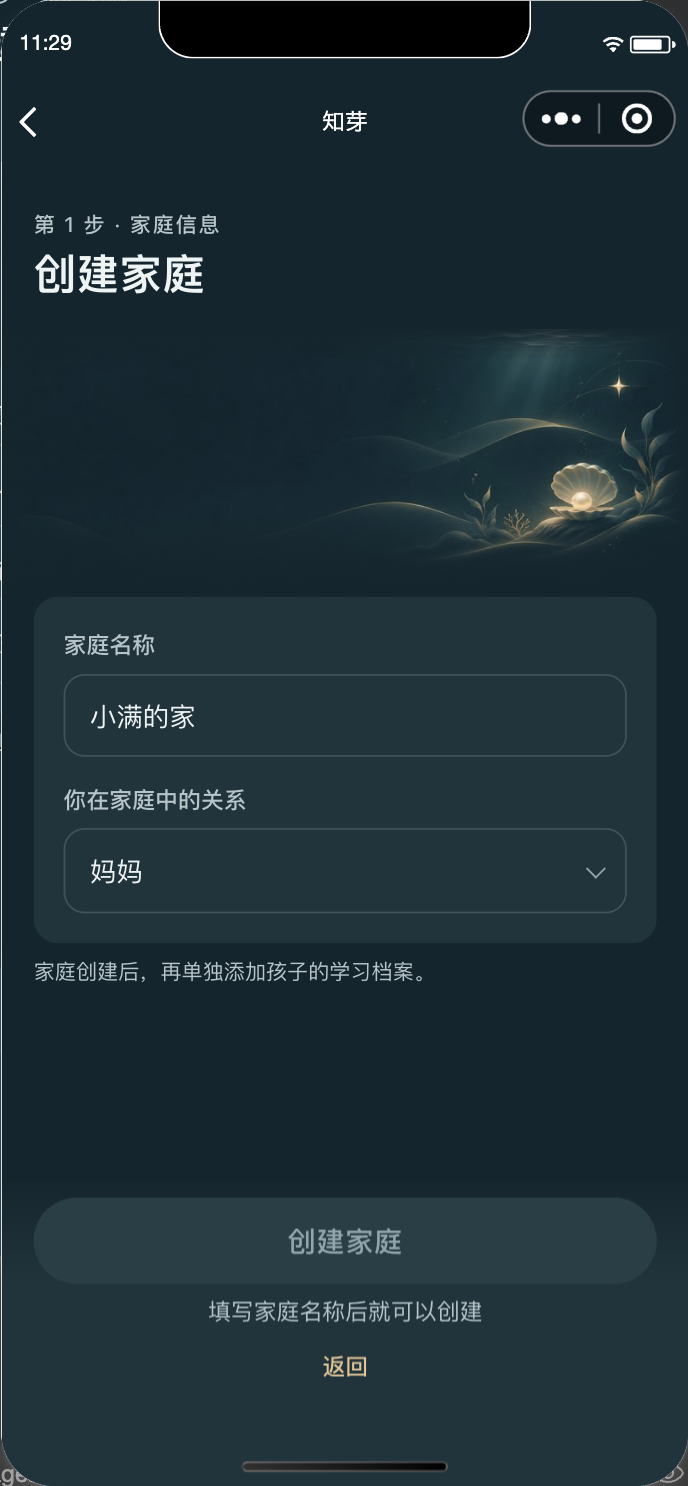 11:29
知芽
第 1 步 · 家庭信息
创建家庭
家庭名称
小满的家
你在家庭中的关系
妈妈
家庭创建后，再单独添加孩子的学习档案。
创建家庭
填写家庭名称后就可以创建
返回